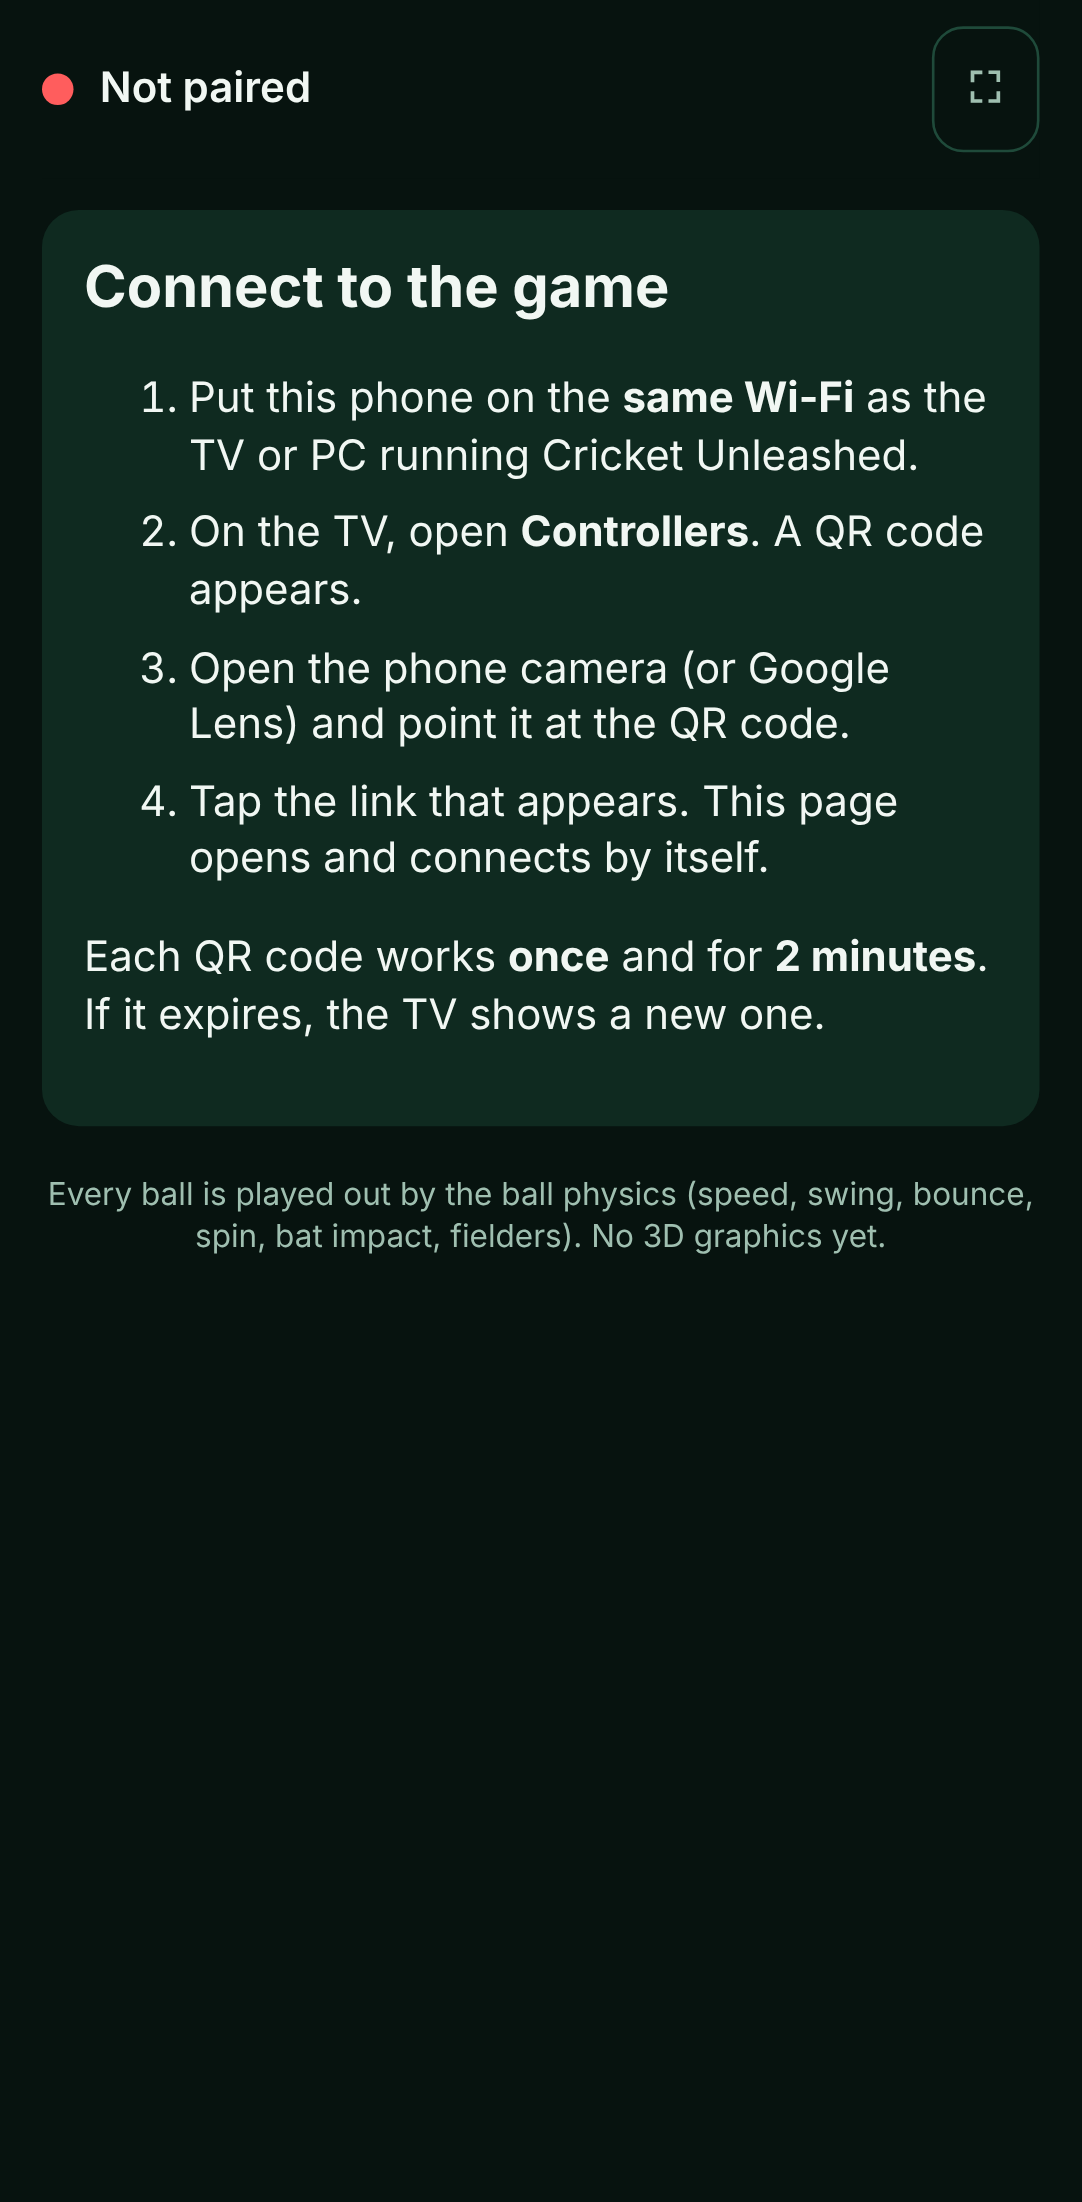 Not paired
Connect to the game
1. Put this phone on the same Wi-Fi as the
TV or PC running Cricket Unleashed.
2. On the TV, open Controllers. A QR code
appears.
3. Open the phone camera (or Google
Lens) and point it at the QR code.
4. Tap the link that appears. This page
opens and connects by itself.
Each QR code works once and for 2 minutes.
If it expires, the TV shows a new one.
Every ball is played out by the ball physics (speed, swing, bounce,
spin, bat impact, fielders). No 3D graphics yet.